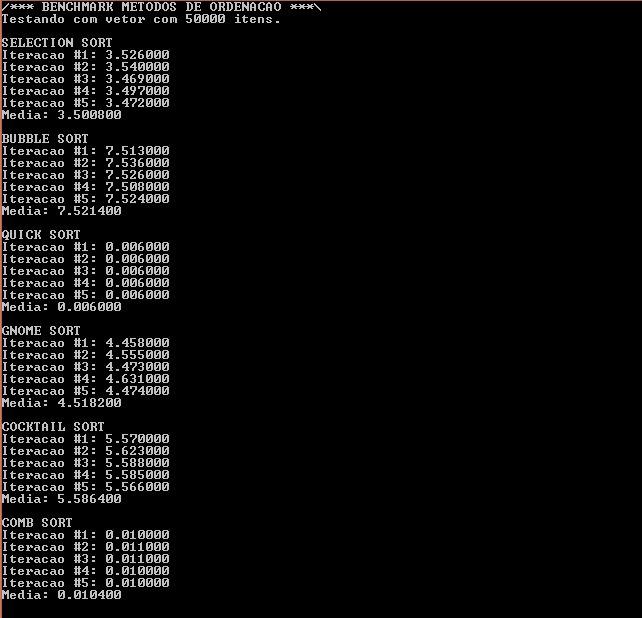 /*** BENCHMARK METODOS DE ORDENACAO ***\
Testando com vetor com 50000 itens.
SELECTION SORT
Iteracao #1: 3.526000
Iteracao #2: 3.540000
Iteracao #3: 3.469000
Iteracao #4: 3.497000
Iteracao #5: 3.472000
Media: 3.500800
BUBBLE SORT
Iteracao #1: 7.513000
Iteracao #2: 7.536000
Iteracao #3: 7.526000
Iteracao #4: 7.508000
Iteracao #5: 7.524000
Media: 7.521400
QUICK SORT
Iteracao #1: 0.006000
Iteracao #2: 0.006000
Iteracao #3: 0.006000
Iteracao #4: 0.006000
Iteracao #5: 0.006000
Media: 0.006000
GNOME SORT
Iteracao #1: 4.458000
Iteracao #2: 4.555000
Iteracao #3: 4.473000
Iteracao #4: 4.631000
Iteracao #5: 4.474000
Media: 4.518200
COCKTAIL SORT
Iteracao #1: 5.570000
Iteracao #2: 5.623000
Iteracao #3: 5.588000
Iteracao #4: 5.585000
Iteracao #5: 5.566000
Media: 5.586400
COMB SORT
Iteracao #1: 0.010000
Iteracao #2: 0.011000
Iteracao #3: 0.011000
Iteracao #4: 0.010000
Iteracao #5: 0.010000
Media: 0.010400